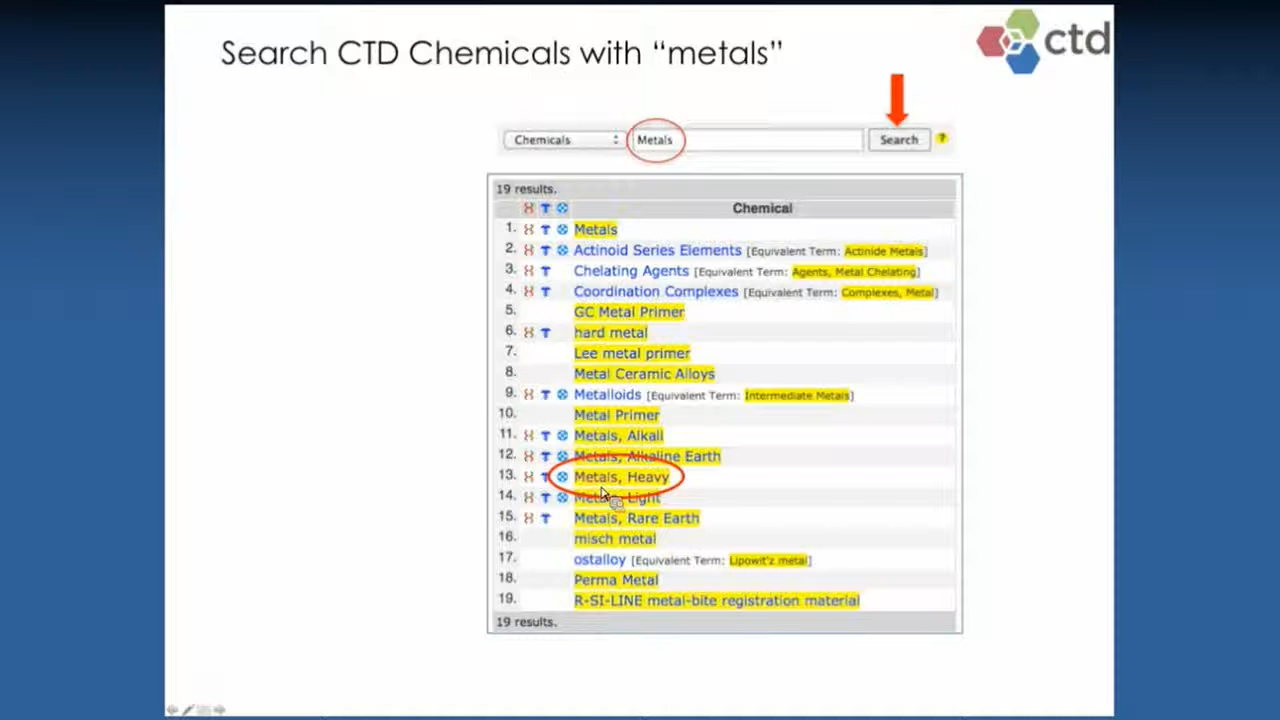 Search CTD Chemicals with “metals”
ctd
Chemicals Metals Search ?
19 results.
Chemical
1. Metals
2. Actinoid Series Elements [Equivalent Term: Actinide Metals]
3. Chelating Agents [Equivalent Term: Agents, Metal Chelating]
4. Coordination Complexes [Equivalent Term: Complexes, Metal]
5. GC Metal Primer
6. hard metal
7. Lee metal primer
8. Metal Ceramic Alloys
9. Metalloids [Equivalent Term: Intermediate Metals]
10. Metal Primer
11. Metals, Alkali
12. Metals, Alkaline Earth
13. Metals, Heavy
14. Metals, Light
15. Metals, Rare Earth
16. misch metal
17. ostalloy [Equivalent Term: Lipowit'z metal]
18. Perma Metal
19. R-SI-LINE metal-bite registration material
19 results.